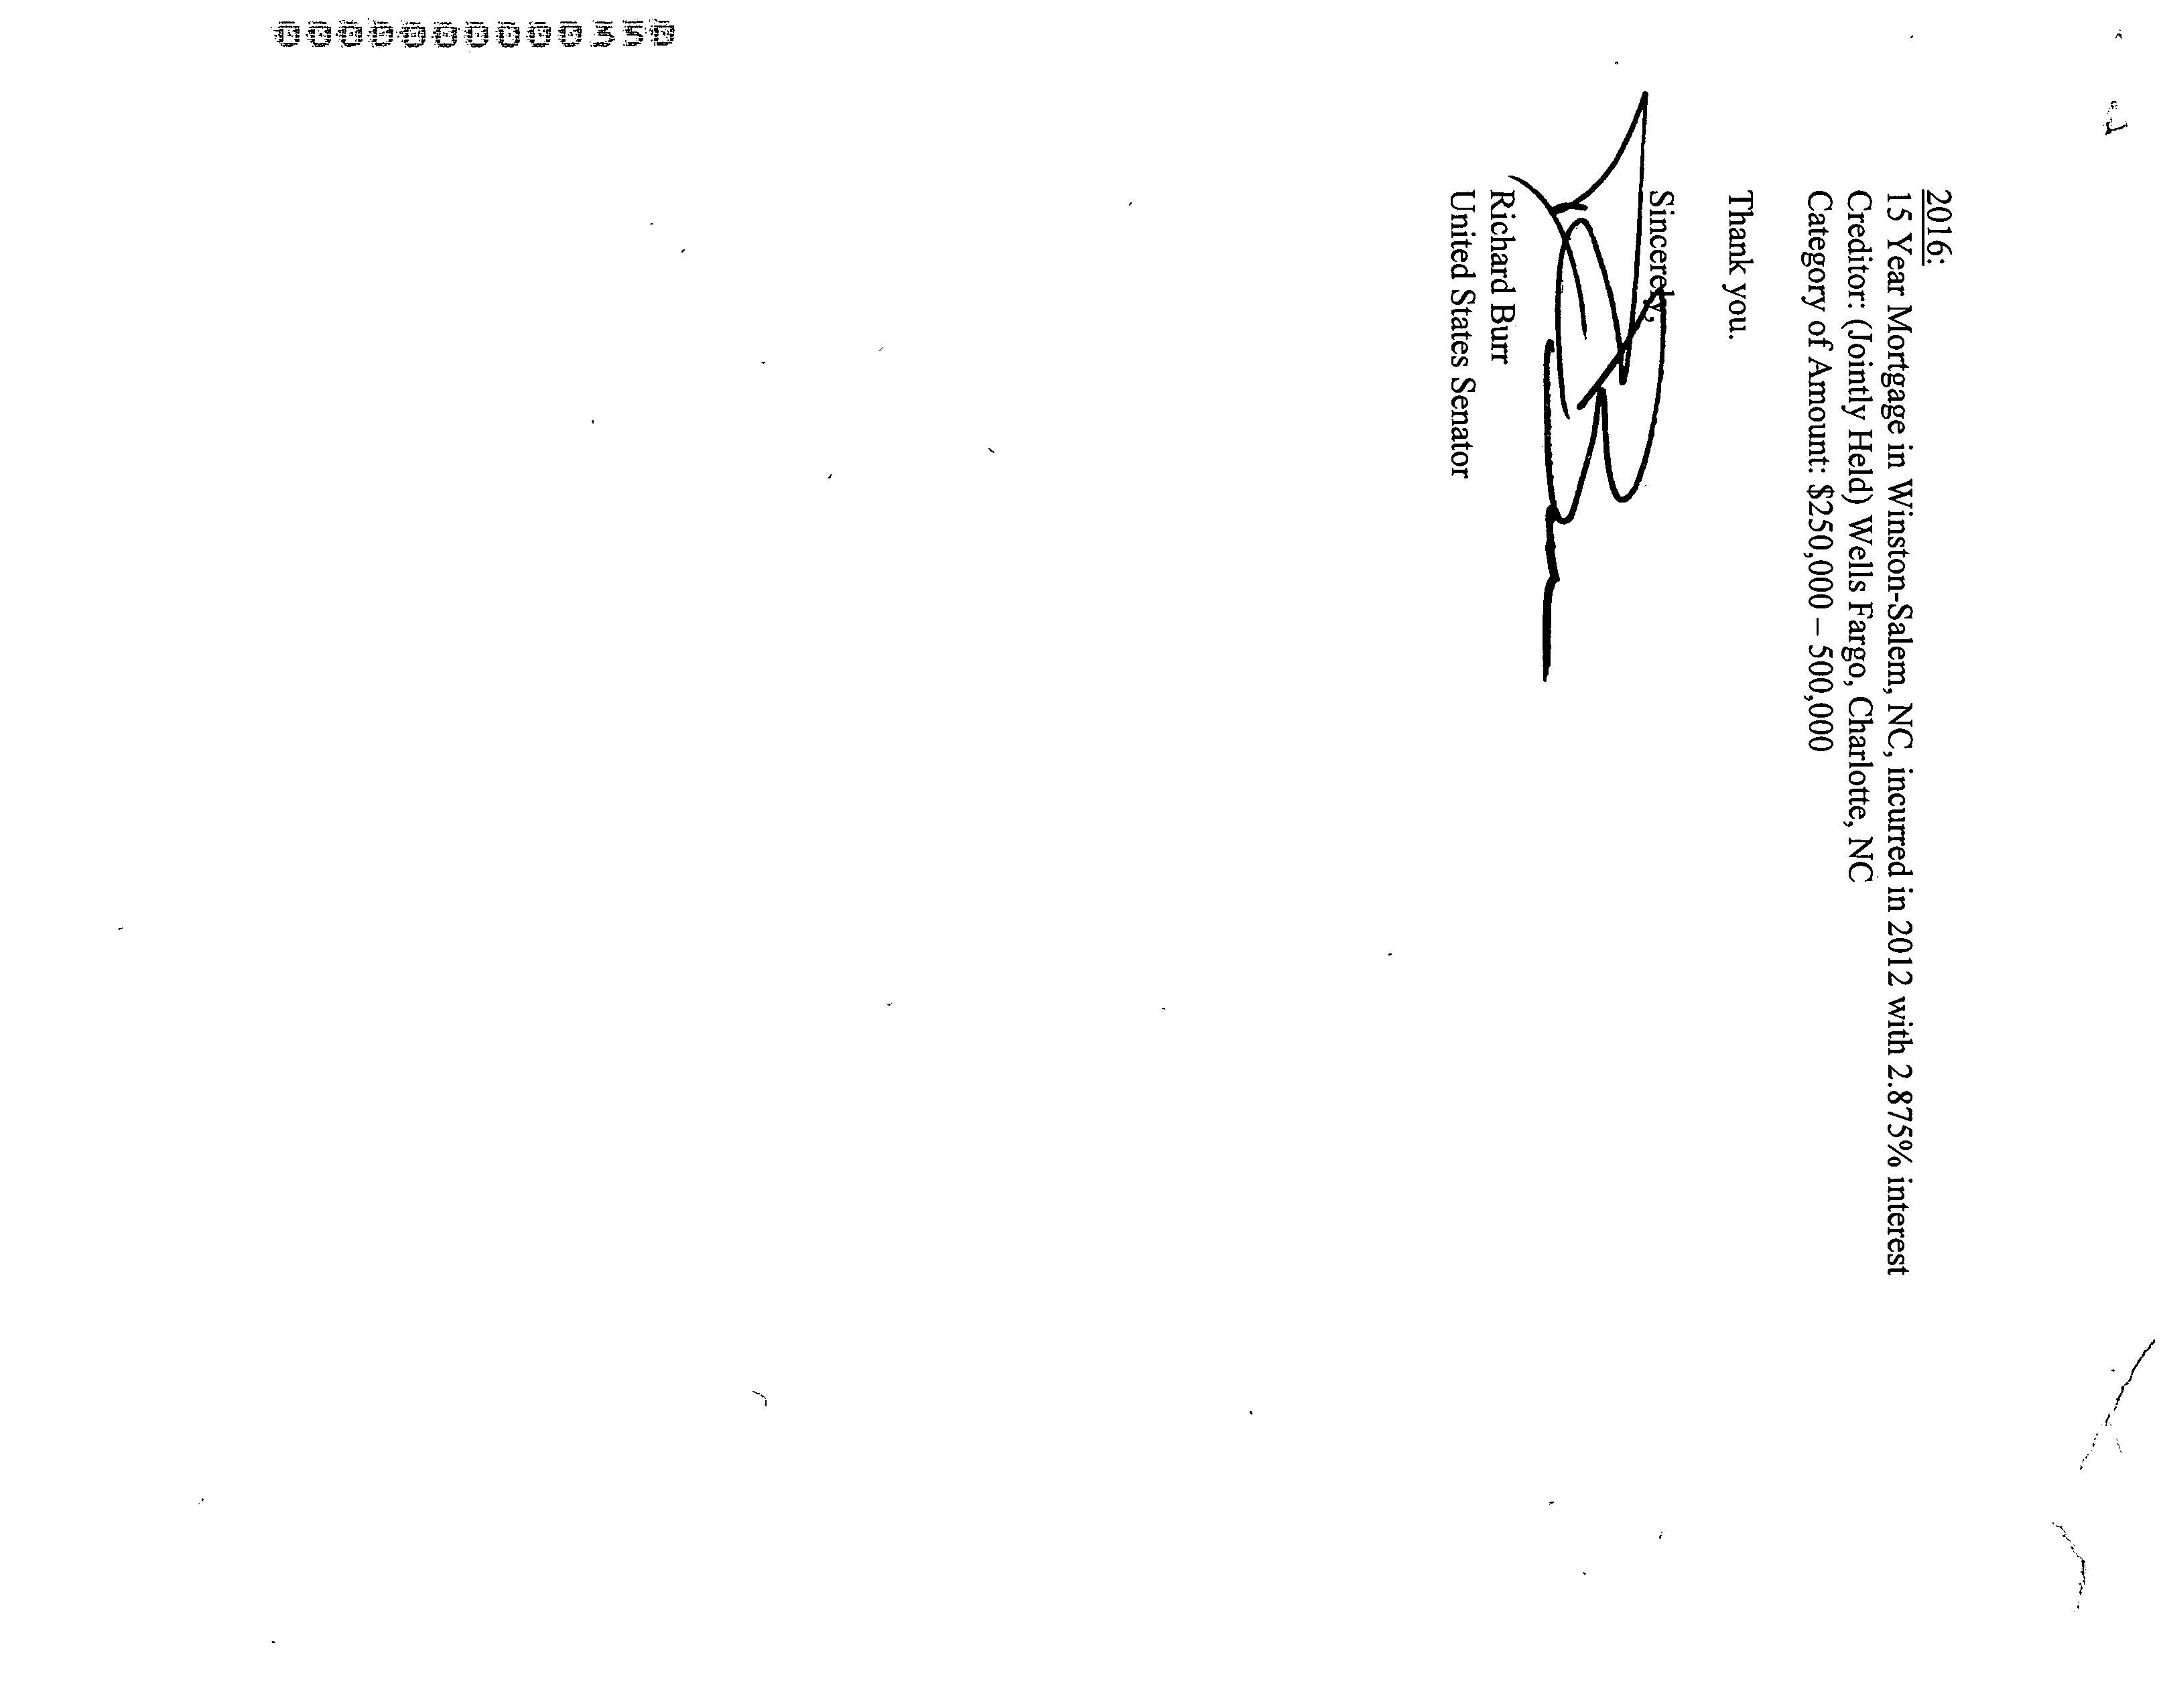 2016:
15 Year Mortgage in Winston-Salem, NC, incurred in 2012 with 2.875% interest
Creditor: (Jointly Held) Wells Fargo, Charlotte, NC
Category of Amount: $250,000 – 500,000
Thank you.
Sincerely,
Richard Burr
United States Senator